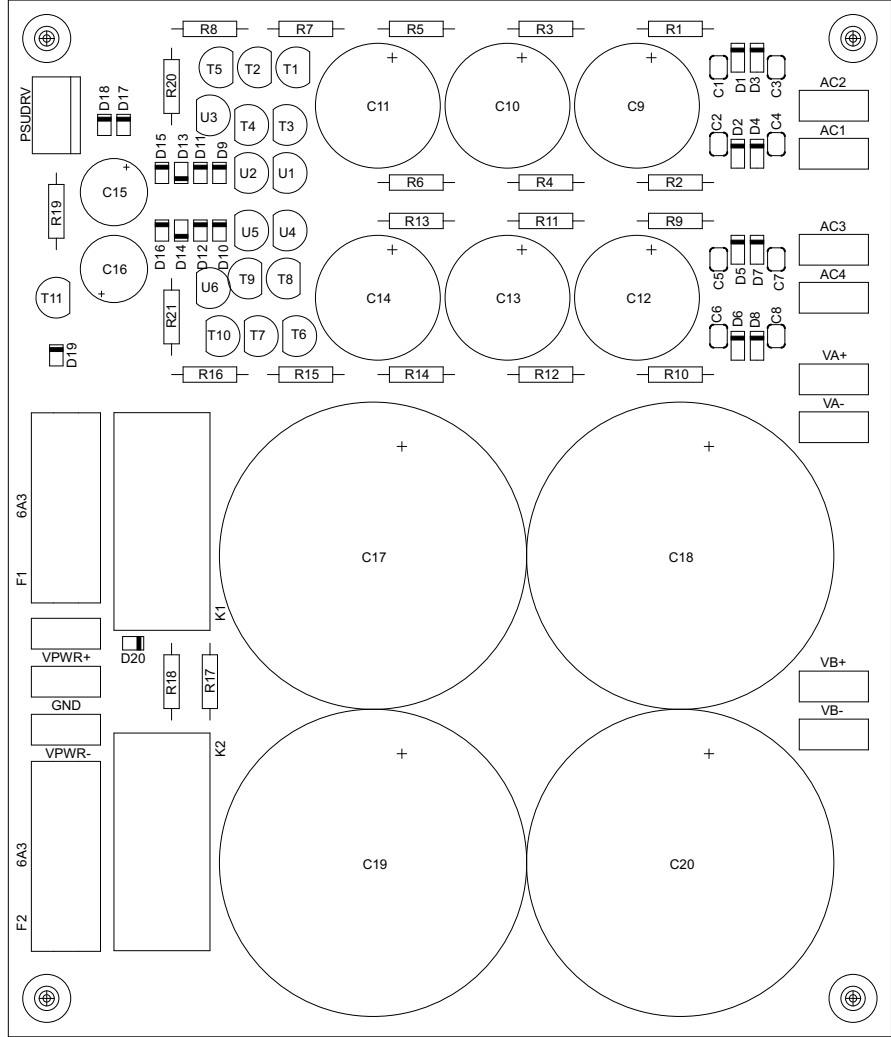 R8 R7 R5 R3 R1
T5 T2 T1
D18 D17
R20
PSUDRV
C11 C10 C9
C1 D1 D3 C3
AC2
U3 T4 T3
C2 D2 D4 C4
AC1
D15 D13 D11 D9
U2 U1
C15
R19
R6 R4 R2
R13 R11 R9
U5 U4
AC3
D16 D14 D12 D10
C16
T9 T8
U6
C5 D5 D7 C7
AC4
T11
R21
C14 C13 C12
C6 D6 D8 C8
T10 T7 T6
D19
VA+
R16 R15 R14 R12 R10
VA-
6A3
F1
K1
C17 C18
VPWR+
D20
R18 R17
VB+
GND
VB-
VPWR-
K2
6A3
F2
C19 C20